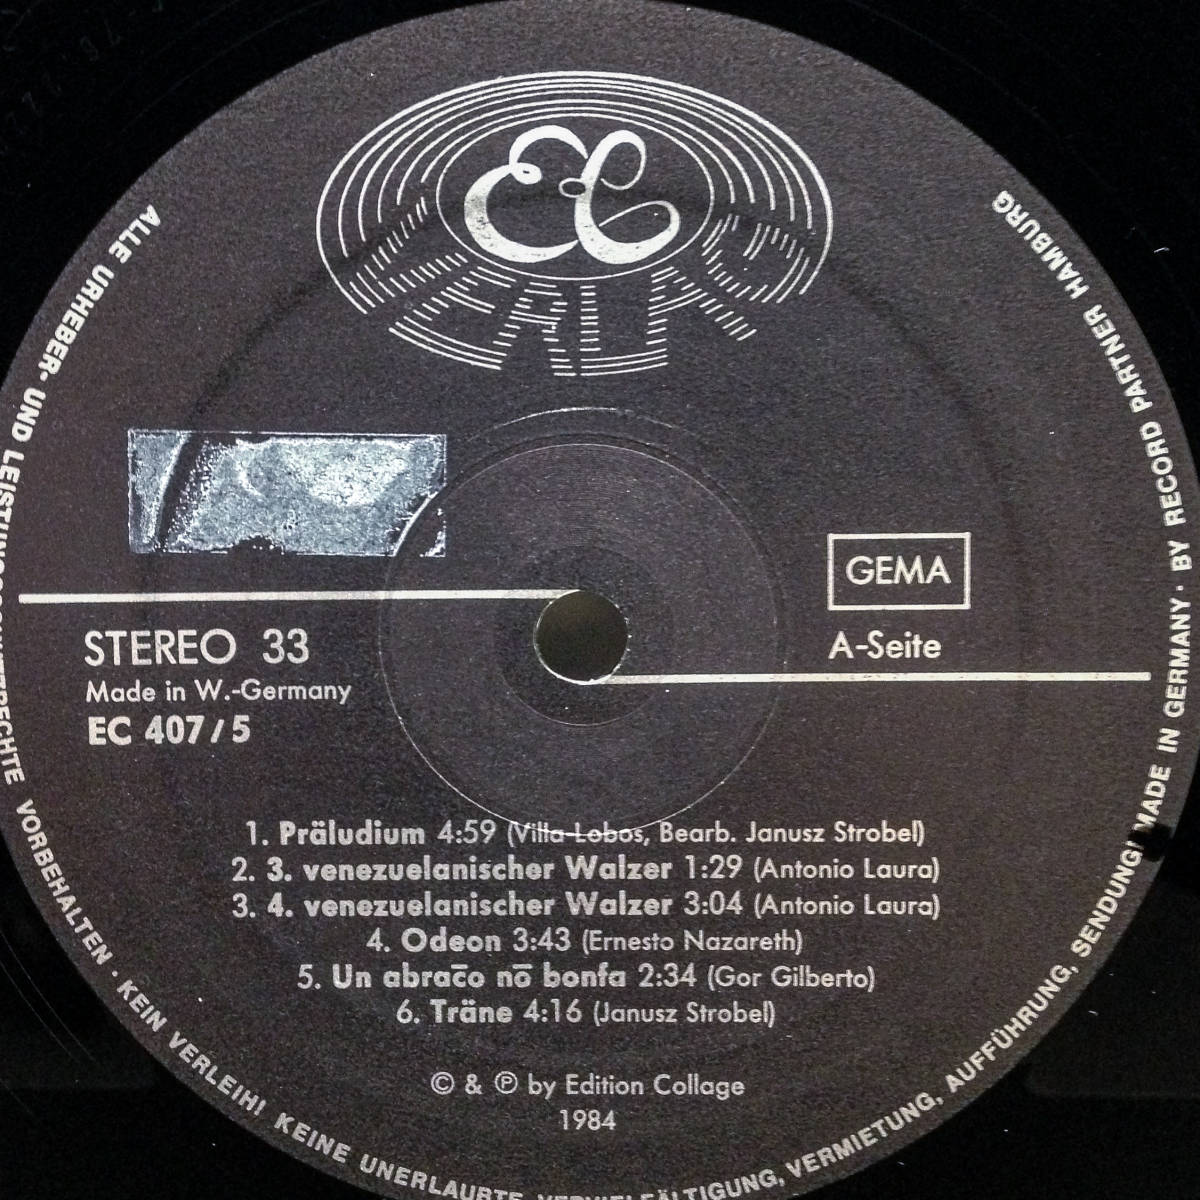 EC
STEREO 33
Made in W.-Germany
EC 407/5
GEMA
A-Seite
1. Präludium 4:59 (Villa-Lobos, Bearb. Janusz Strobel)
2. 3. venezuelanischer Walzer 1:29 (Antonio Laura)
3. 4. venezuelanischer Walzer 3:04 (Antonio Laura)
4. Odeon 3:43 (Ernesto Nazareth)
5. Un abrac̄o nō bonfa 2:34 (Gor Gilberto)
6. Träne 4:16 (Janusz Strobel)
© & ℗ by Edition Collage
1984
ALLE URHEBER- UND VORBEHALTEN · KEIN VERLEIH! KEINE UNERLAUBTE VERVIELFÄLTIGUNG, VERMIETUNG, AUFFÜHRUNG, SENDUNG! MADE IN GERMANY · BY RECORD PARTNER HAMBURG